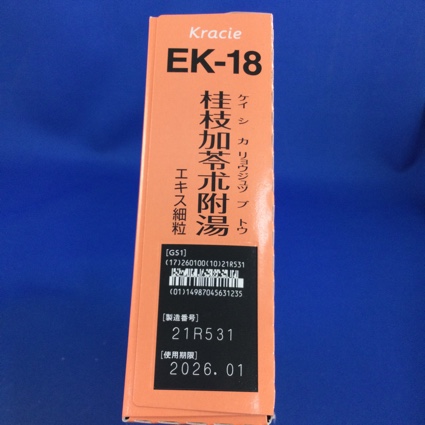 Kracie
EK-18
桂枝加苓朮附湯
ケイ シ カ リョウジュツ ブ トウ
エキス細粒
[GS1]
(17)260100(10)21R531
(01)14987045631235
[製造番号]
21R531
[使用期限]
2026.01